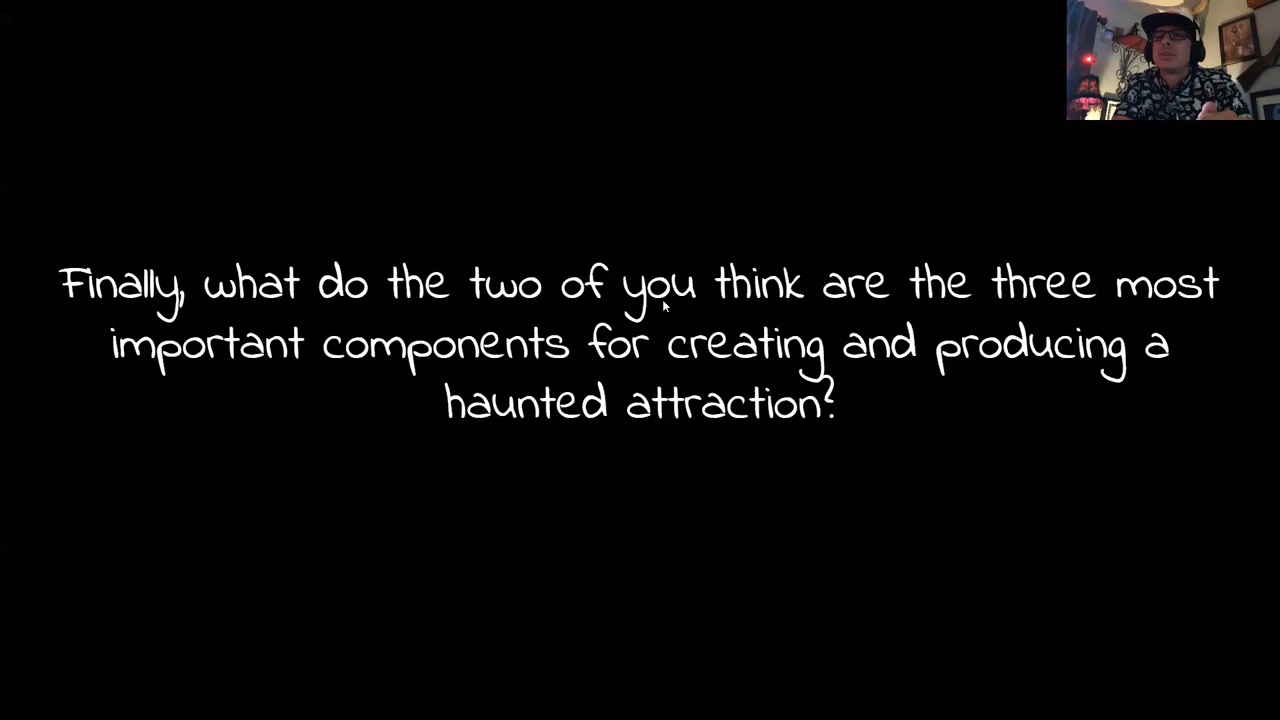 Finally, what do the two of you think are the three most
important components for creating and producing a
haunted attraction?